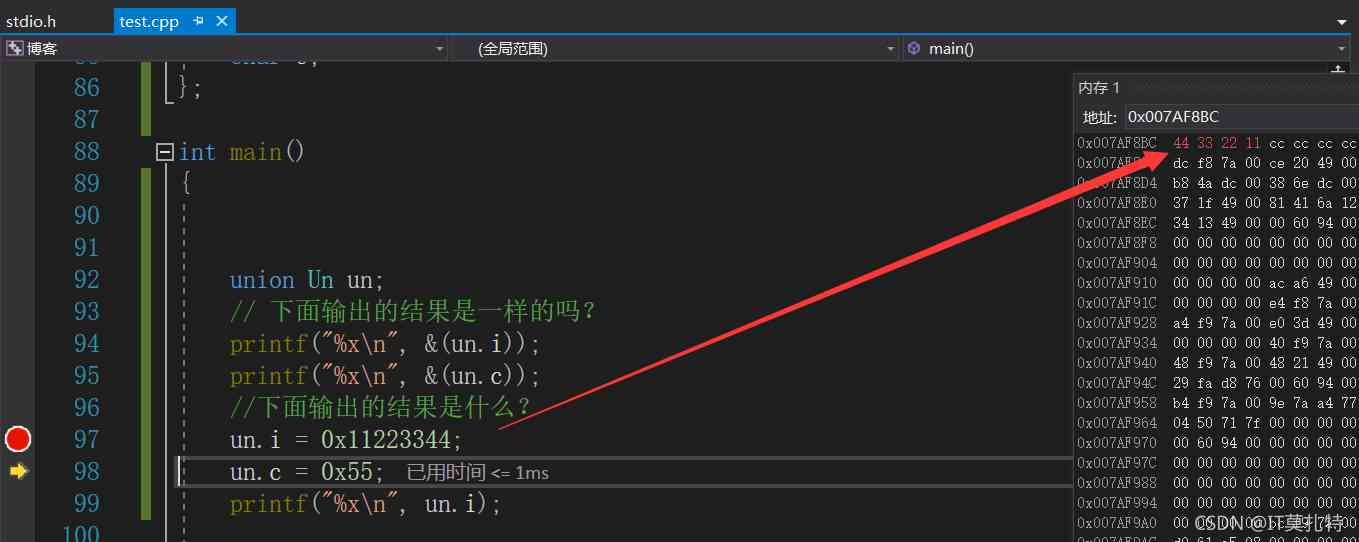 stdio.h
test.cpp
博客
(全局范围)
main()
86 };
87
88 int main()
89 {
90
91
92 union Un un;
93 // 下面输出的结果是一样的吗?
94 printf("%x\n", &(un.i));
95 printf("%x\n", &(un.c));
96 //下面输出的结果是什么?
97 un.i = 0x11223344;
98 un.c = 0x55; 已用时间 <= 1ms
99 printf("%x\n", un.i);
100
内存 1
地址: 0x007AF8BC
0x007AF8BC 44 33 22 11 cc cc cc cc
dc f8 7a 00 ce 20 49 00
0x007AF8D4 b8 4a dc 00 38 6e dc 00
0x007AF8E0 37 1f 49 00 81 41 6a 12
0x007AF8EC 34 13 49 00 00 60 94 00
0x007AF8F8 00 00 00 00 00 00 00 00
0x007AF904 00 00 00 00 00 00 00 00
0x007AF910 00 00 00 00 ac a6 49 00
0x007AF91C 00 00 00 00 e4 f8 7a 00
0x007AF928 a4 f9 7a 00 e0 3d 49 00
0x007AF934 00 00 00 00 40 f9 7a 00
0x007AF940 48 f9 7a 00 48 21 49 00
0x007AF94C 29 fa d8 76 00 60 94 00
0x007AF958 b4 f9 7a 00 9e 7a a4 77
0x007AF964 04 50 71 7f 00 00 00 00
0x007AF970 00 60 94 00 00 00 00 00
0x007AF97C 00 00 00 00 00 00 00 00
0x007AF988 00 00 00 00 00 00 00 00
0x007AF994 00 00 00 00 00 00 00 00
0x007AF9A0
CSDN @IT莫扎特